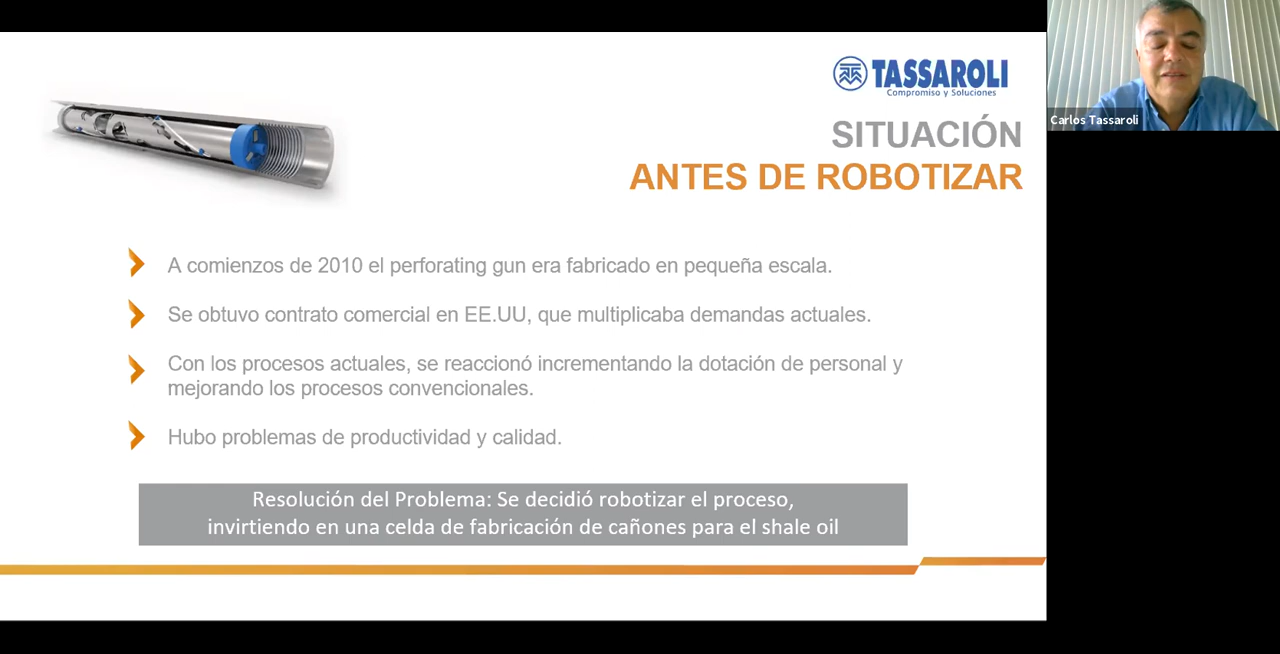 TASSAROLI
Compromiso y Soluciones
Carlos Tassaroli
SITUACIÓN
ANTES DE ROBOTIZAR
A comienzos de 2010 el perforating gun era fabricado en pequeña escala.
Se obtuvo contrato comercial en EE.UU, que multiplicaba demandas actuales.
Con los procesos actuales, se reaccionó incrementando la dotación de personal y
mejorando los procesos convencionales.
Hubo problemas de productividad y calidad.
Resolución del Problema: Se decidió robotizar el proceso,
invirtiendo en una celda de fabricación de cañones para el shale oil